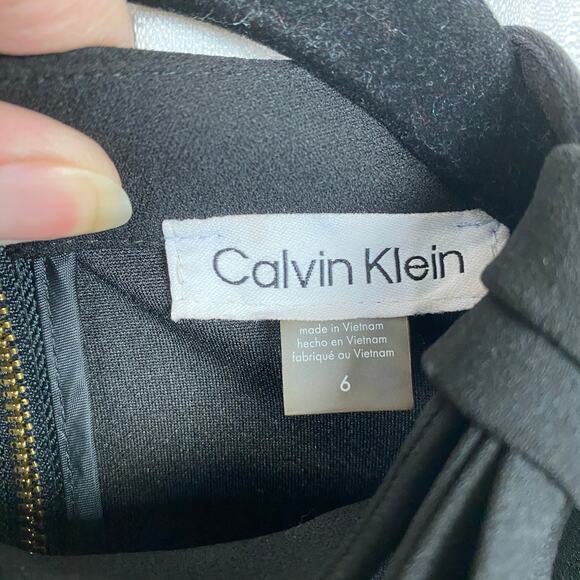 Calvin Klein
made in Vietnam
hecho en Vietnam
fabriqué au Vietnam
6